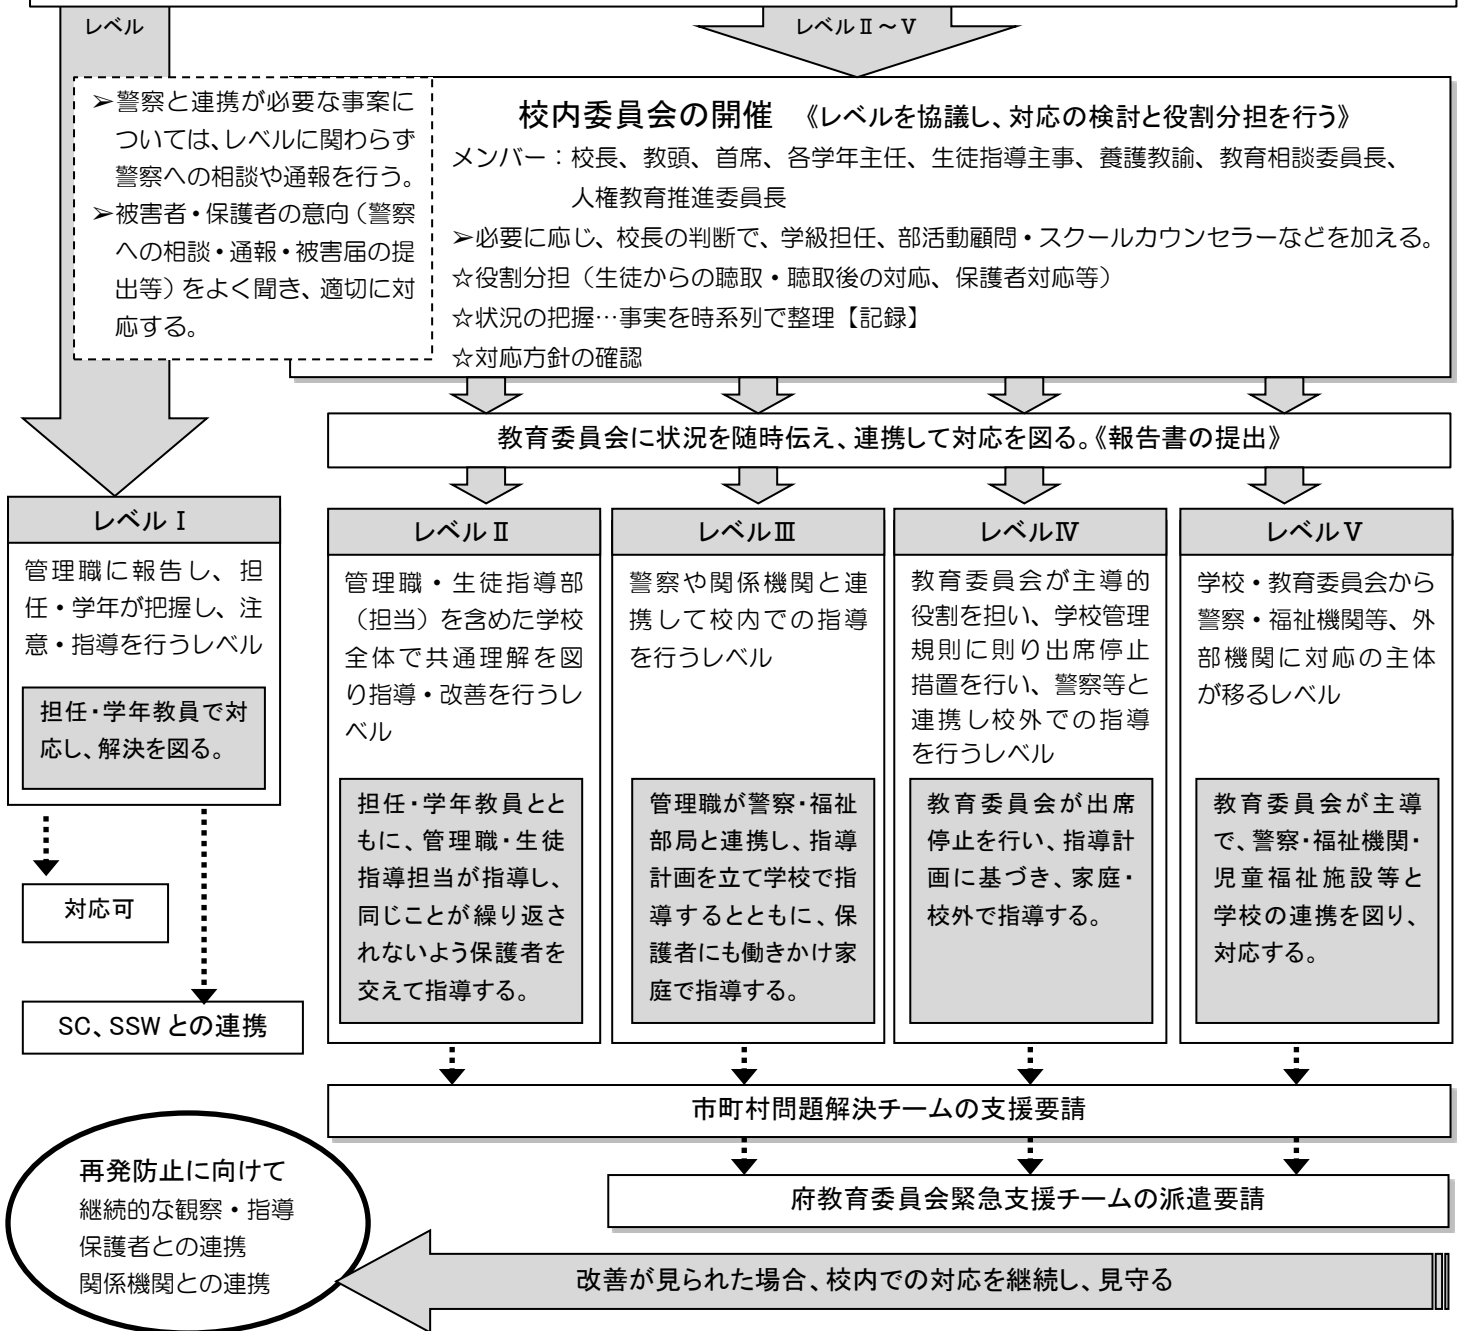 レベル
レベルⅡ～Ⅴ
➢警察と連携が必要な事案に
ついては、レベルに関わらず
警察への相談や通報を行う。
➢被害者・保護者の意向（警察
への相談・通報・被害届の提
出等）をよく聞き、適切に対
応する。
校内委員会の開催　《レベルを協議し、対応の検討と役割分担を行う》
メンバー：校長、教頭、首席、各学年主任、生徒指導主事、養護教諭、教育相談委員長、
人権教育推進委員長
➢必要に応じ、校長の判断で、学級担任、部活動顧問・スクールカウンセラーなどを加える。
☆役割分担（生徒からの聴取・聴取後の対応、保護者対応等）
☆状況の把握…事実を時系列で整理【記録】
☆対応方針の確認
教育委員会に状況を随時伝え、連携して対応を図る。《報告書の提出》
レベルⅠ
管理職に報告し、担
任・学年が把握し、注
意・指導を行うレベル
担任・学年教員で対
応し、解決を図る。
対応可
SC、SSWとの連携
レベルⅡ
管理職・生徒指導部
（担当）を含めた学校
全体で共通理解を図
り指導・改善を行うレ
ベル
担任・学年教員とと
もに、管理職・生徒
指導担当が指導し、
同じことが繰り返さ
れないよう保護者を
交えて指導する。
レベルⅢ
警察や関係機関と連
携して校内での指導
を行うレベル
管理職が警察・福祉
部局と連携し、指導
計画を立て学校で指
導するとともに、保
護者にも働きかけ家
庭で指導する。
レベルⅣ
教育委員会が主導的
役割を担い、学校管理
規則に則り出席停止
措置を行い、警察等と
連携し校外での指導
を行うレベル
教育委員会が出席
停止を行い、指導計
画に基づき、家庭・
校外で指導する。
レベルⅤ
学校・教育委員会から
警察・福祉機関等、外
部機関に対応の主体
が移るレベル
教育委員会が主導
で、警察・福祉機関・
児童福祉施設等と
学校の連携を図り、
対応する。
市町村問題解決チームの支援要請
府教育委員会緊急支援チームの派遣要請
再発防止に向けて
継続的な観察・指導
保護者との連携
関係機関との連携
改善が見られた場合、校内での対応を継続し、見守る